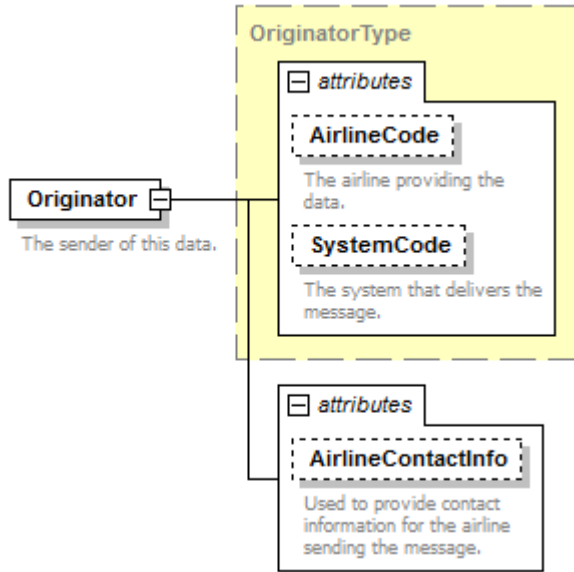 OriginatorType
attributes
AirlineCode
The airline providing the
data.
Originator
The sender of this data.
SystemCode
The system that delivers the
message.
attributes
AirlineContactInfo
Used to provide contact
information for the airline
sending the message.